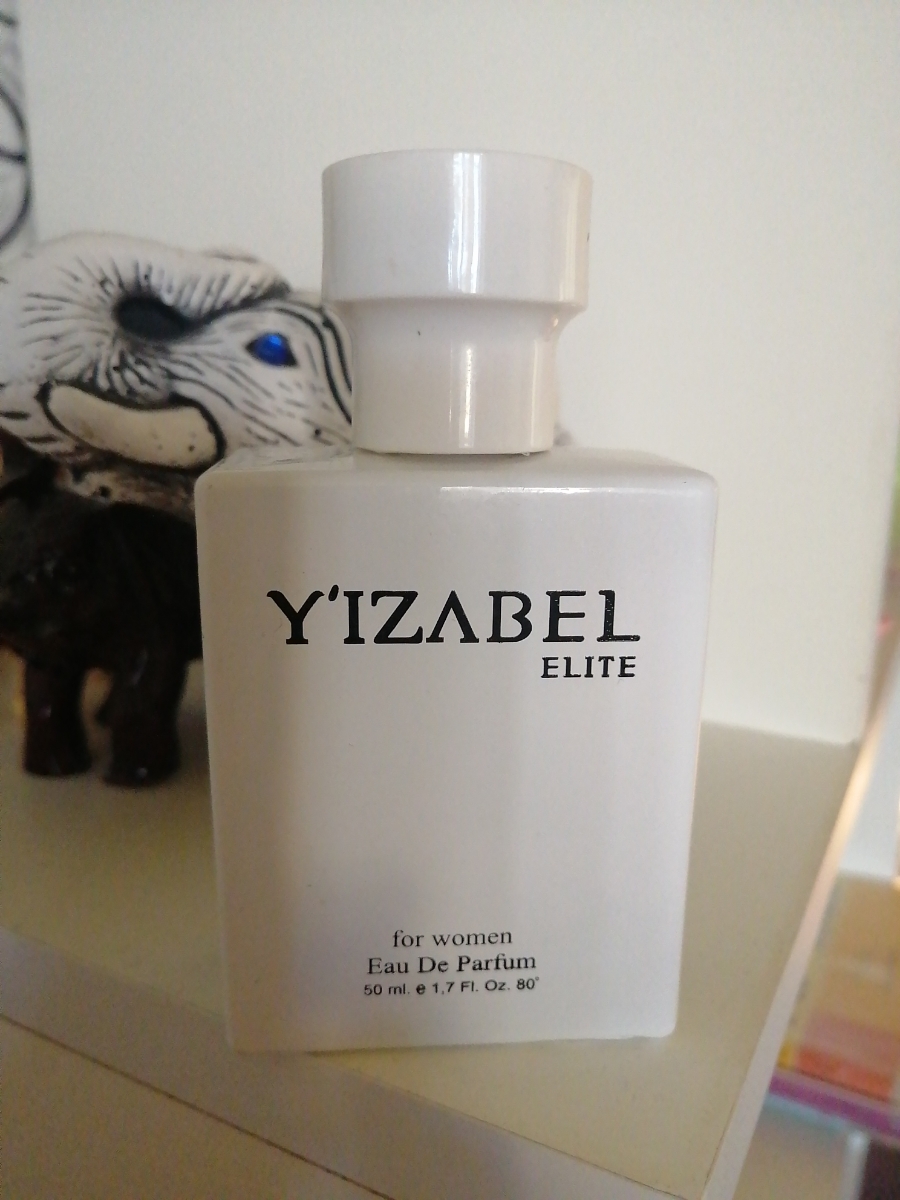 Y'IZABEL
ELITE
for women
Eau De Parfum
50 ml. e 1,7 Fl. Oz. 80°